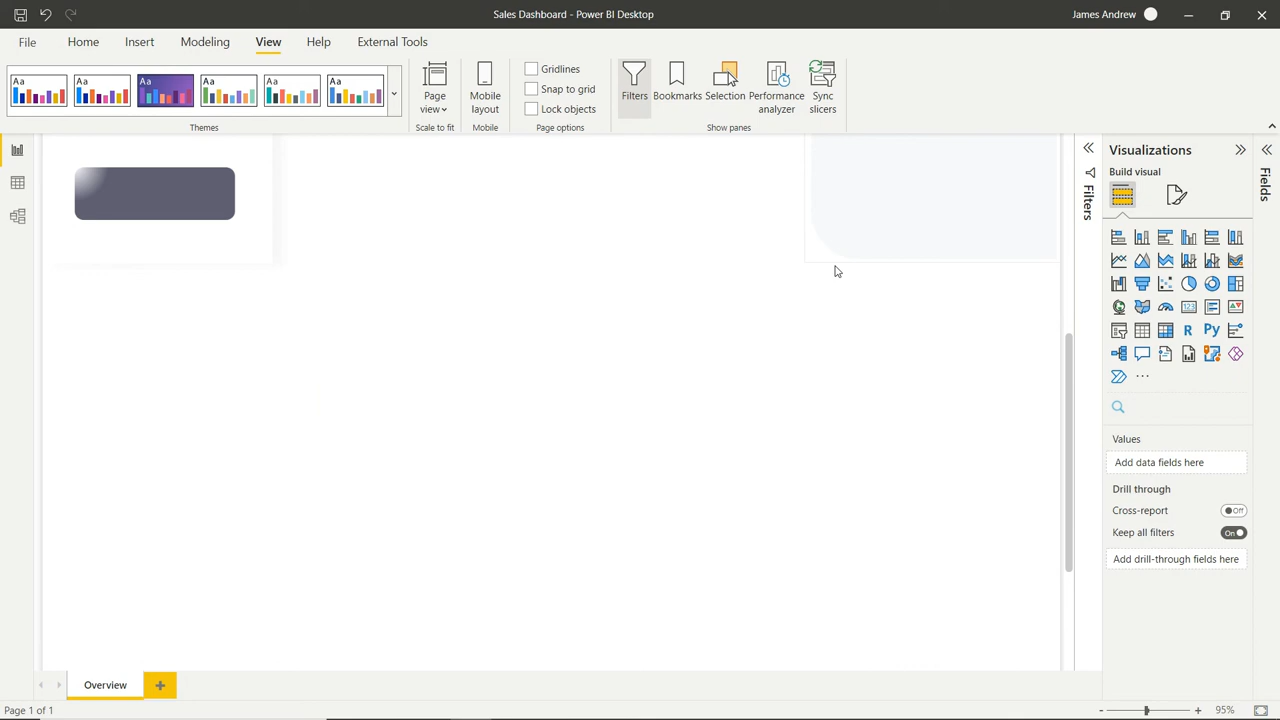 Sales Dashboard - Power BI Desktop
James Andrew
File Home Insert Modeling View Help External Tools
Aa Aa Aa Aa Aa Aa
Page view
Mobile layout
Gridlines
Snap to grid
Lock objects
Filters
Bookmarks
Selection
Performance analyzer
Sync slicers
Themes
Scale to fit
Mobile
Page options
Show panes
Filters
Visualizations
Build visual
123
R
Py
Values
Add data fields here
Drill through
Cross-report
Off
Keep all filters
On
Add drill-through fields here
Fields
Overview
Page 1 of 1
- + 95%